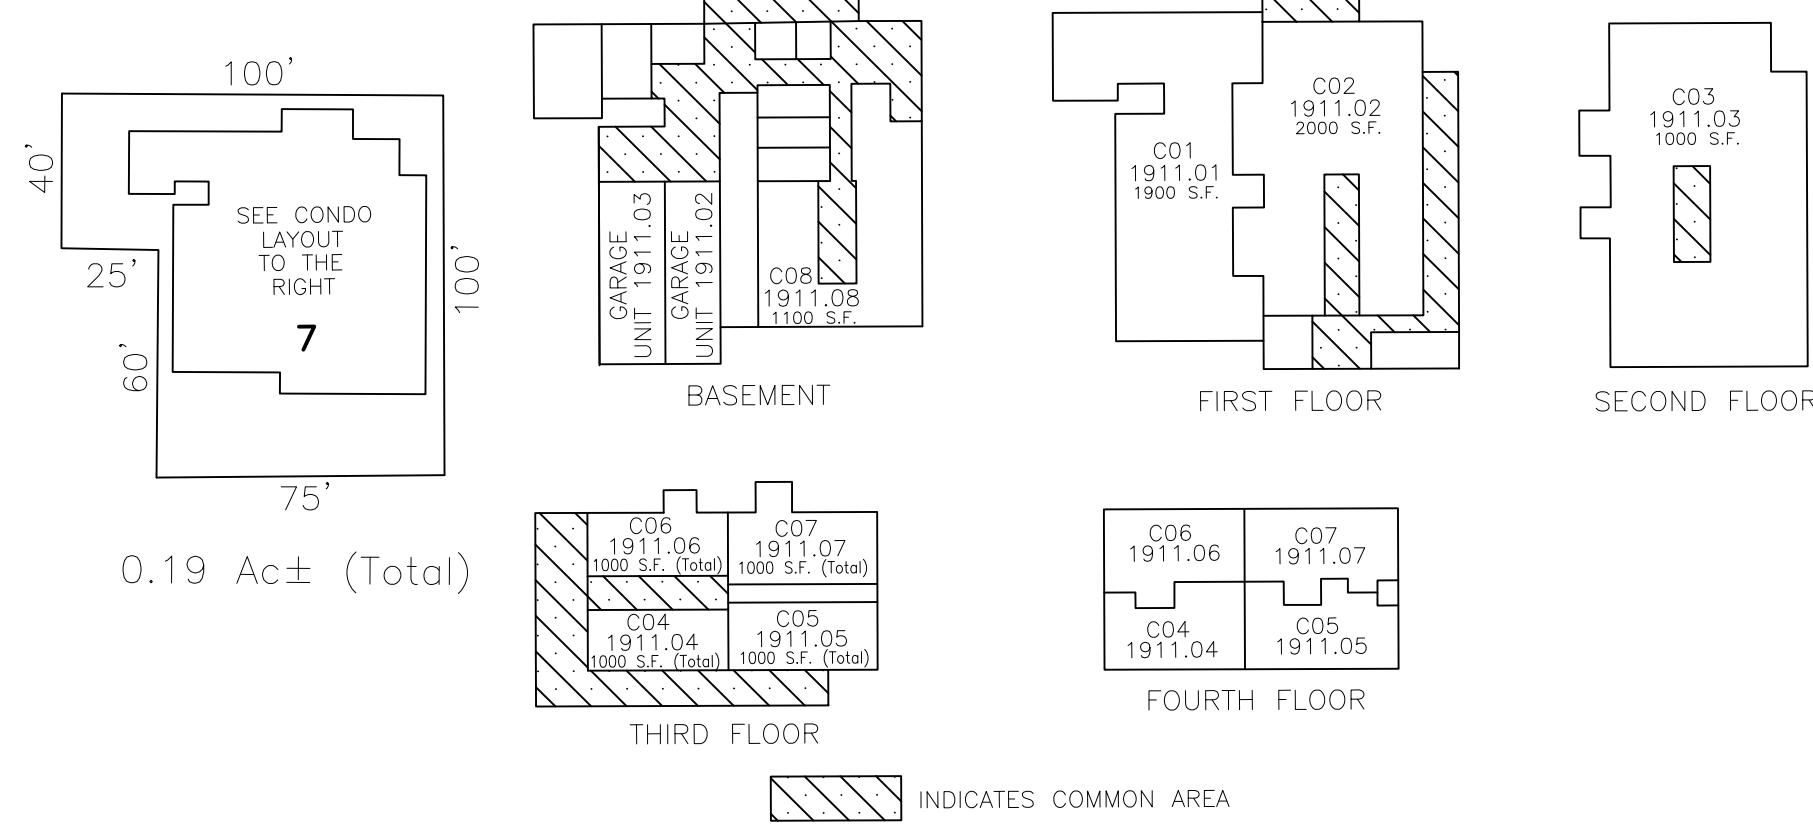 100'
40'
25'
60'
100'
75'
SEE CONDO
LAYOUT
TO THE
RIGHT
7
0.19 Ac± (Total)
GARAGE
UNIT 1911.03
GARAGE
UNIT 1911.02
C08
1911.08
1100 S.F.
BASEMENT
C01
1911.01
1900 S.F.
C02
1911.02
2000 S.F.
FIRST FLOOR
C03
1911.03
1000 S.F.
SECOND FLOOR
C06
1911.06
1000 S.F. (Total)
C07
1911.07
1000 S.F. (Total)
C04
1911.04
1000 S.F. (Total)
C05
1911.05
1000 S.F. (Total)
THIRD FLOOR
C06
1911.06
C07
1911.07
C04
1911.04
C05
1911.05
FOURTH FLOOR
INDICATES COMMON AREA